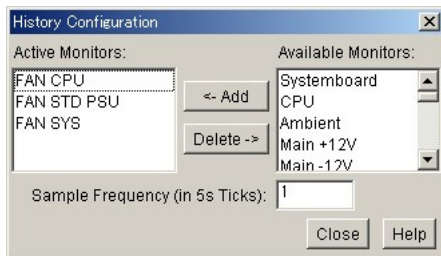 History Configuration
Active Monitors:
FAN CPU
FAN STD PSU
FAN SYS
<- Add
Delete ->
Available Monitors:
Systemboard
CPU
Ambient
Main +12V
Main -12V
Sample Frequency (in 5s Ticks): 1
Close Help